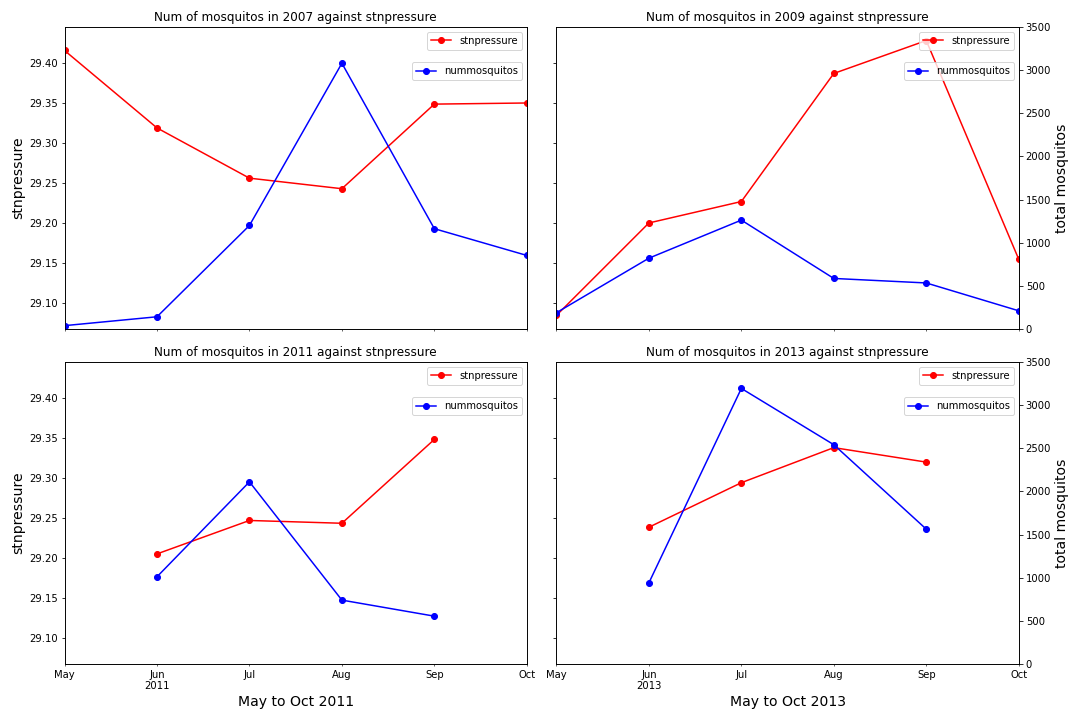 Num of mosquitos in 2007 against stnpressure
stnpressure
nummosquitos
29.40
29.35
29.30
29.25
29.20
29.15
29.10
stnpressure
Num of mosquitos in 2009 against stnpressure
stnpressure
nummosquitos
3500
3000
2500
2000
1500
1000
500
0
total mosquitos
Num of mosquitos in 2011 against stnpressure
stnpressure
nummosquitos
29.40
29.35
29.30
29.25
29.20
29.15
29.10
stnpressure
May Jun Jul Aug Sep Oct
2011
May to Oct 2011
Num of mosquitos in 2013 against stnpressure
stnpressure
nummosquitos
3500
3000
2500
2000
1500
1000
500
0
total mosquitos
May Jun Jul Aug Sep Oct
2013
May to Oct 2013